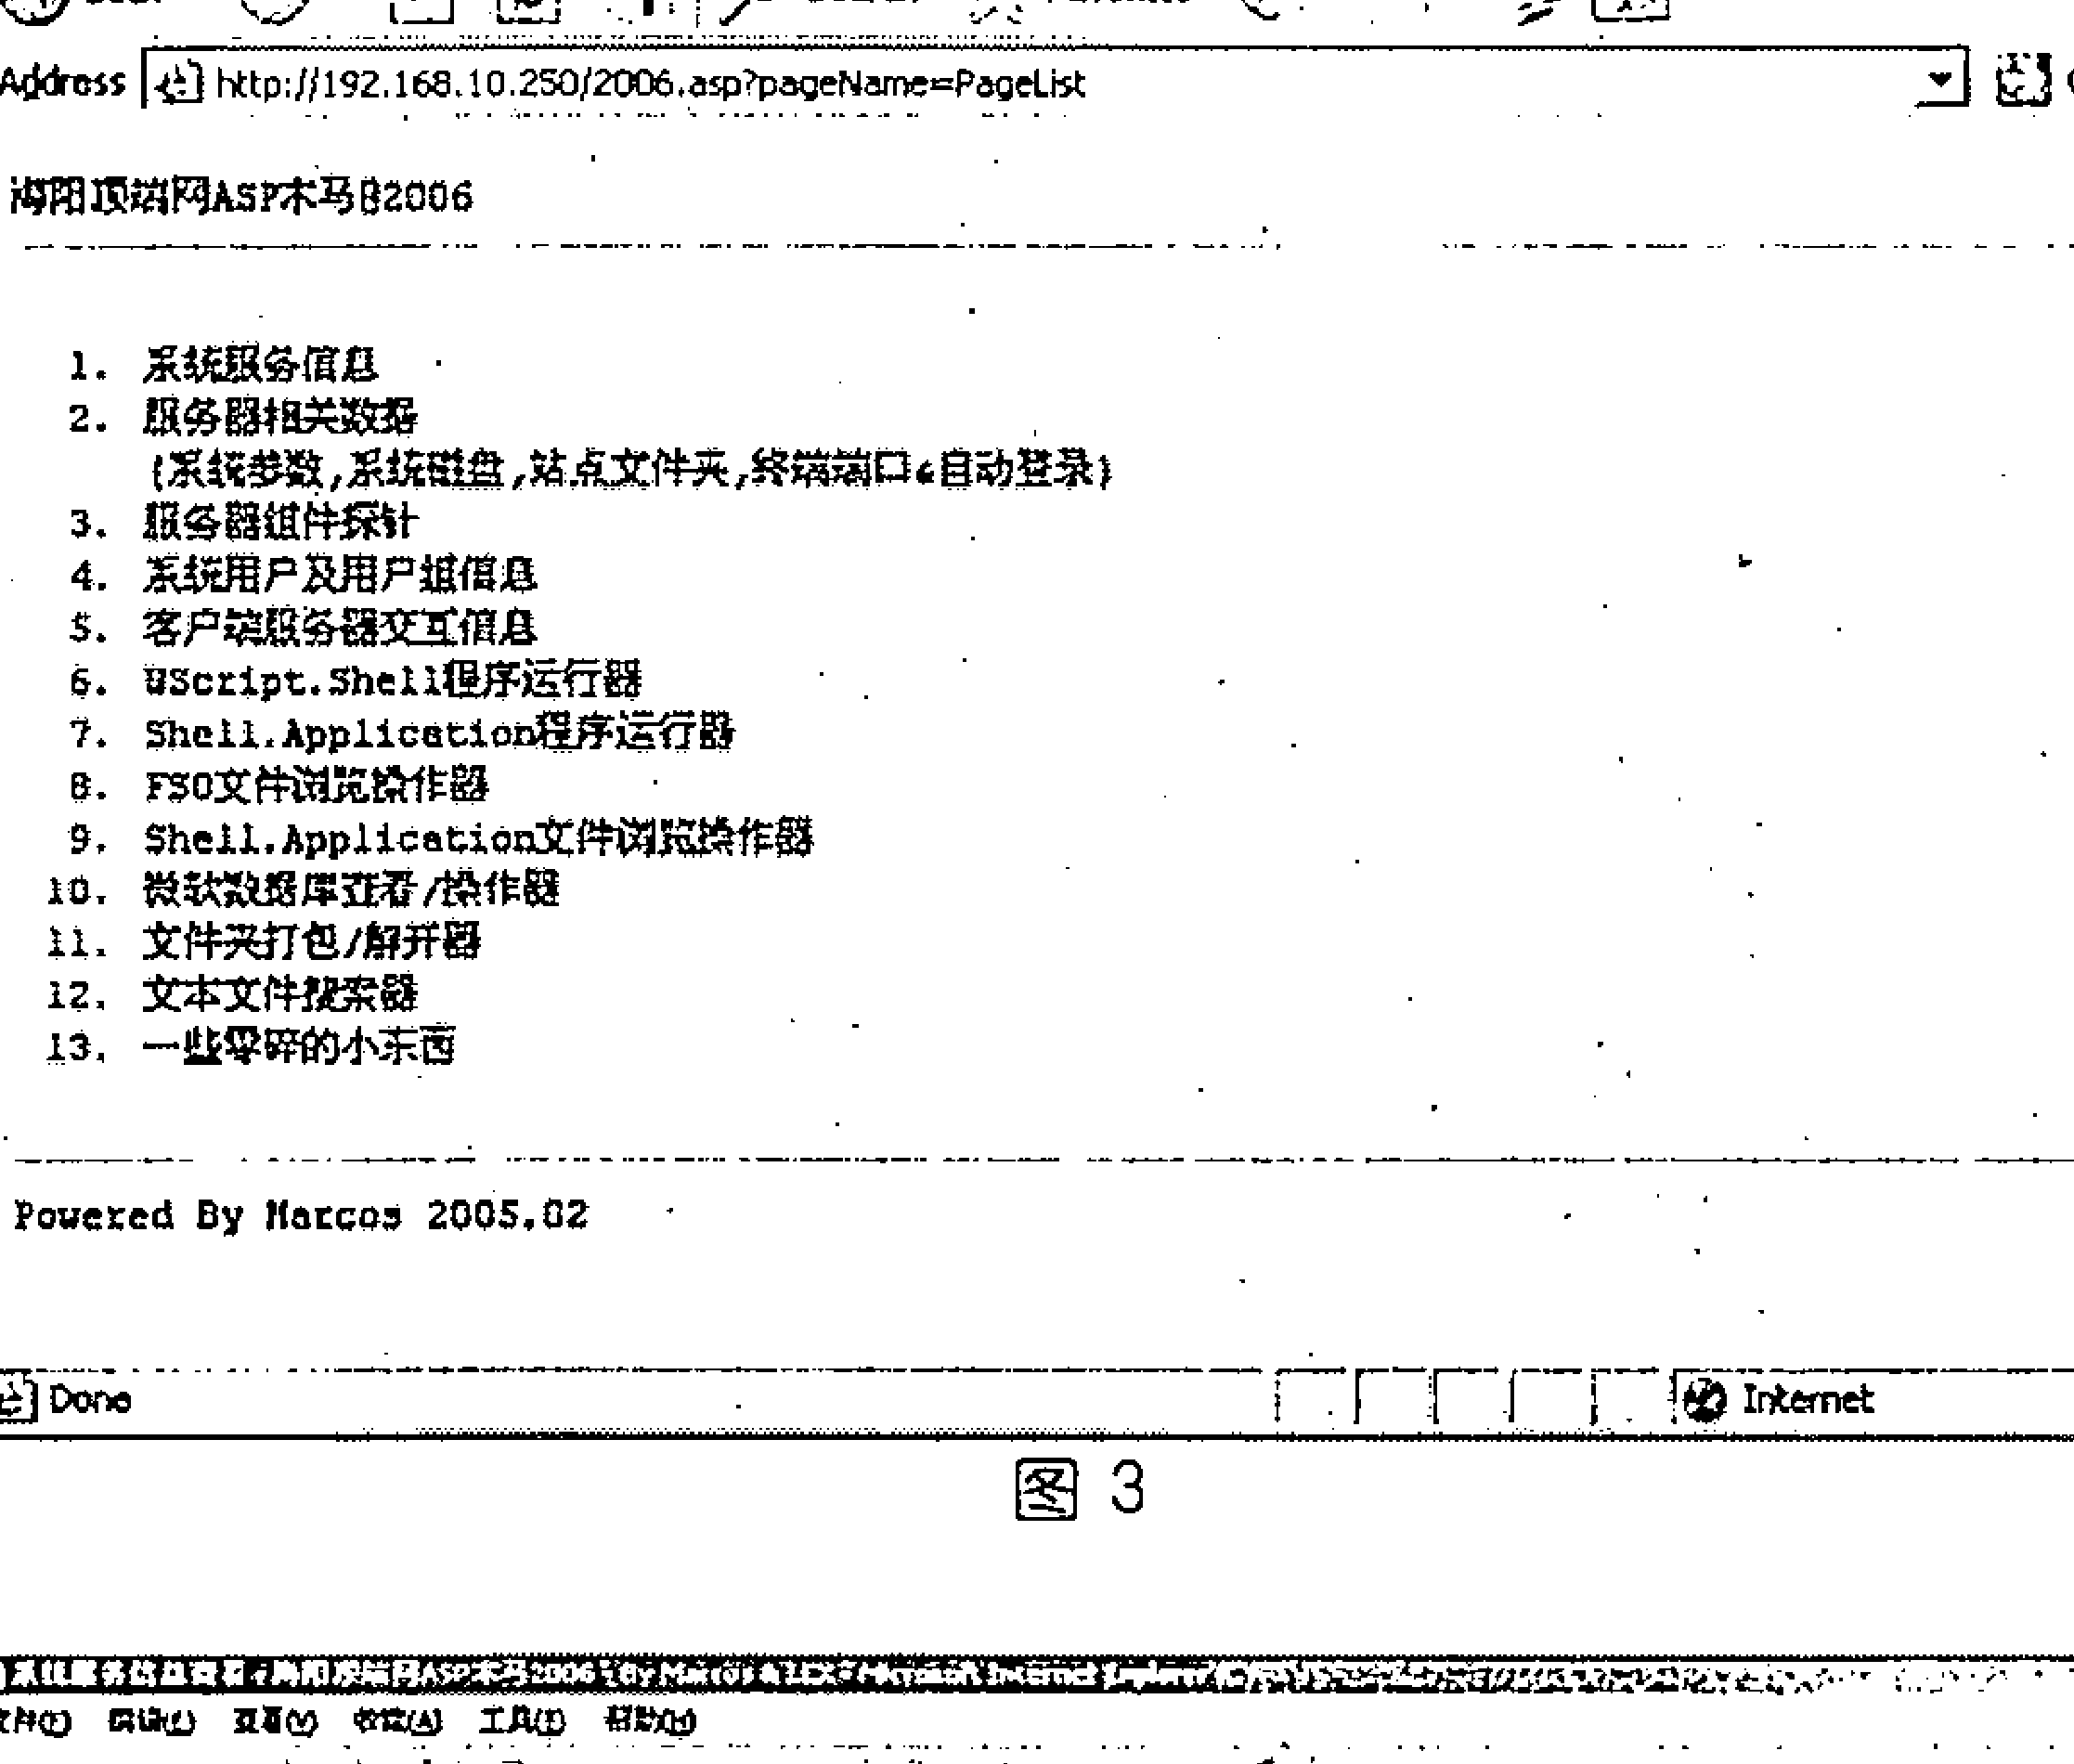 Address http://192.168.10.250/2006.asp?pageName=PageList
海阳顶端网ASP木马@2006
1. 系统服务信息
2. 服务器相关数据
(系统参数,系统磁盘,站点文件夹,终端端口&自动登录)
3. 服务器组件探针
4. 系统用户及用户组信息
5. 客户端服务器交互信息
6. WScript.Shell程序运行器
7. Shell.Application程序运行器
8. FSO文件浏览操作器
9. Shell.Application文件浏览操作器
10. 微软数据库查看/操作器
11. 文件夹打包/解开器
12. 文本文件搜索器
13. 一些零碎的小东西
Powered By Marcos 2005.02
Done Internet
图 3
工具(T) 帮助(H)